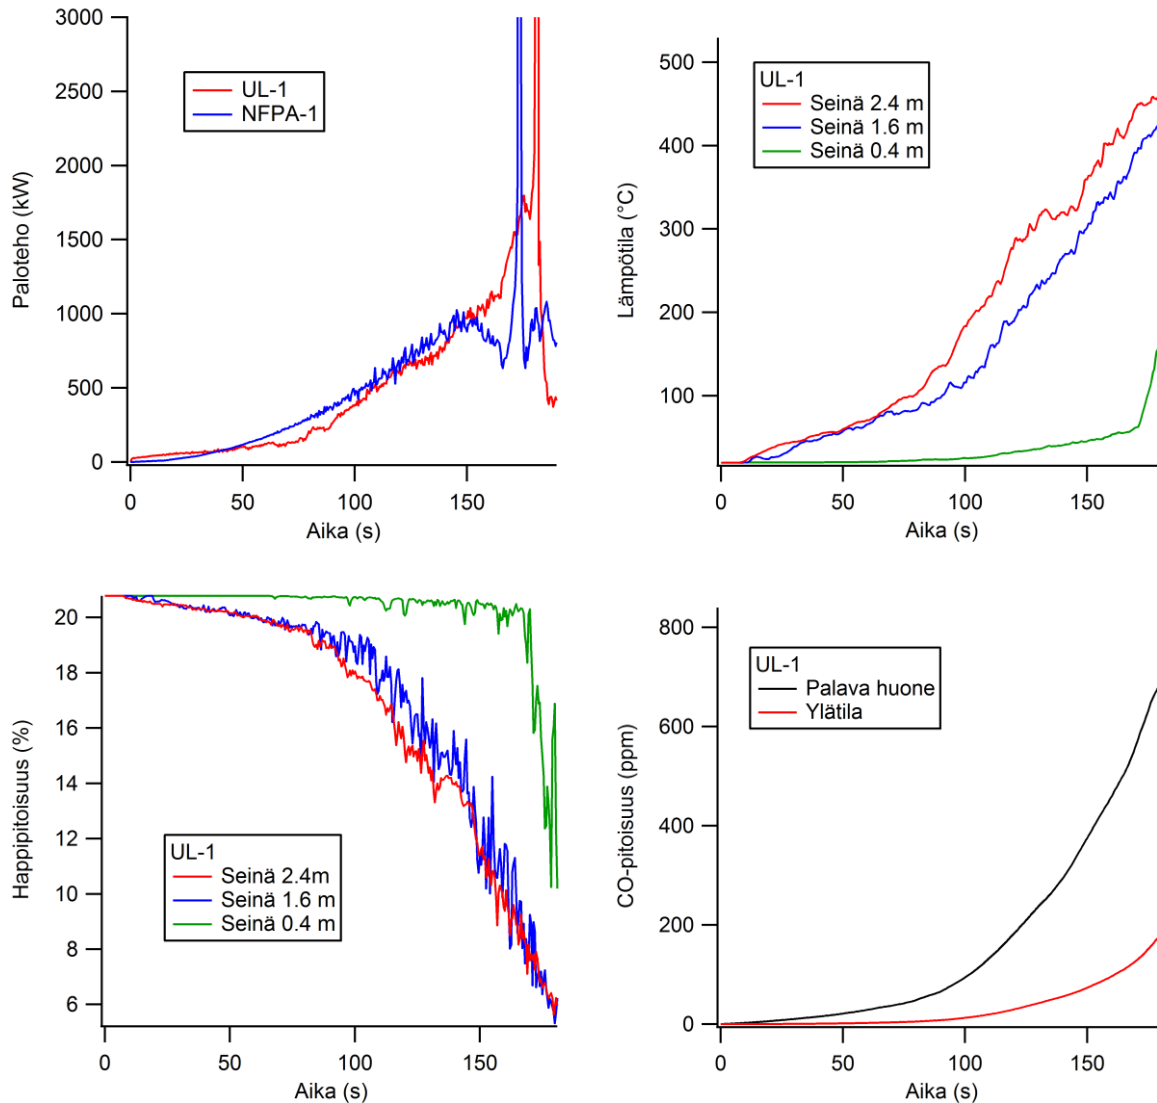 3000
2500
2000
1500
1000
500
0
Paloteho (kW)
UL-1
NFPA-1
0
50
100
150
Aika (s)
500
400
300
200
100
Lämpötila (°C)
UL-1
Seinä 2.4 m
Seinä 1.6 m
Seinä 0.4 m
0
50
100
150
Aika (s)
20
18
16
14
12
10
8
6
Happipitoisuus (%)
UL-1
Seinä 2.4m
Seinä 1.6 m
Seinä 0.4 m
0
50
100
150
Aika (s)
800
600
400
200
0
CO-pitoisuus (ppm)
UL-1
Palava huone
Ylätila
0
50
100
150
Aika (s)